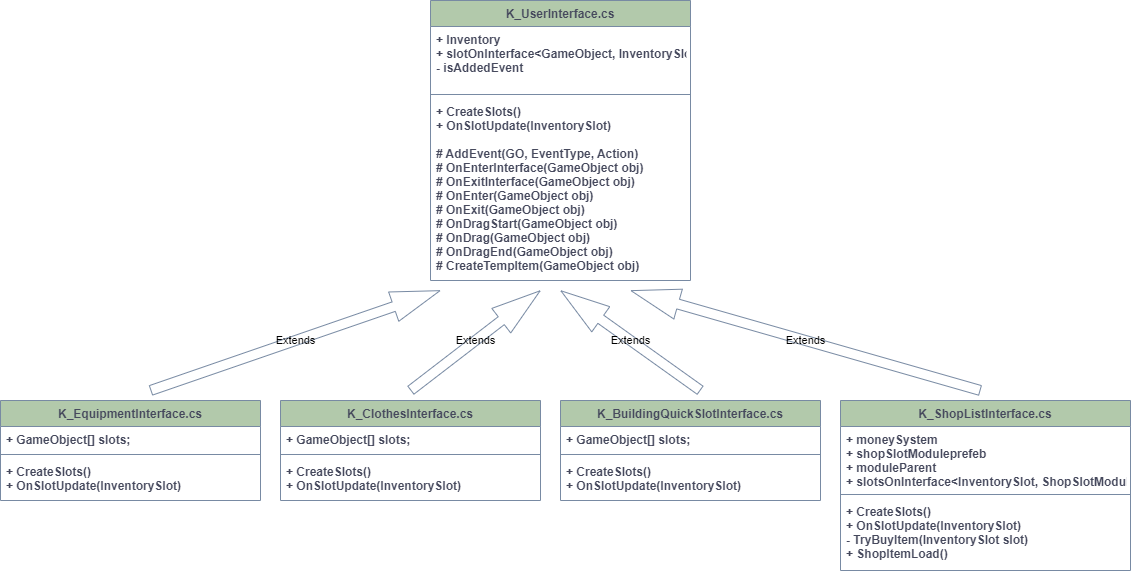 K_UserInterface.cs
+ Inventory
+ slotOnInterface<GameObject, InventorySl
- isAddedEvent
+ CreateSlots()
+ OnSlotUpdate(InventorySlot)
# AddEvent(GO, EventType, Action)
# OnEnterInterface(GameObject obj)
# OnExitInterface(GameObject obj)
# OnEnter(GameObject obj)
# OnExit(GameObject obj)
# OnDragStart(GameObject obj)
# OnDrag(GameObject obj)
# OnDragEnd(GameObject obj)
# CreateTempItem(GameObject obj)
Extends
Extends
Extends
Extends
K_EquipmentInterface.cs
+ GameObject[] slots;
+ CreateSlots()
+ OnSlotUpdate(InventorySlot)
K_ClothesInterface.cs
+ GameObject[] slots;
+ CreateSlots()
+ OnSlotUpdate(InventorySlot)
K_BuildingQuickSlotInterface.cs
+ GameObject[] slots;
+ CreateSlots()
+ OnSlotUpdate(InventorySlot)
K_ShopListInterface.cs
+ moneySystem
+ shopSlotModuleprefeb
+ moduleParent
+ slotsOnInterface<InventorySlot, ShopSlotModu
+ CreateSlots()
+ OnSlotUpdate(InventorySlot)
- TryBuyItem(InventorySlot slot)
+ ShopItemLoad()